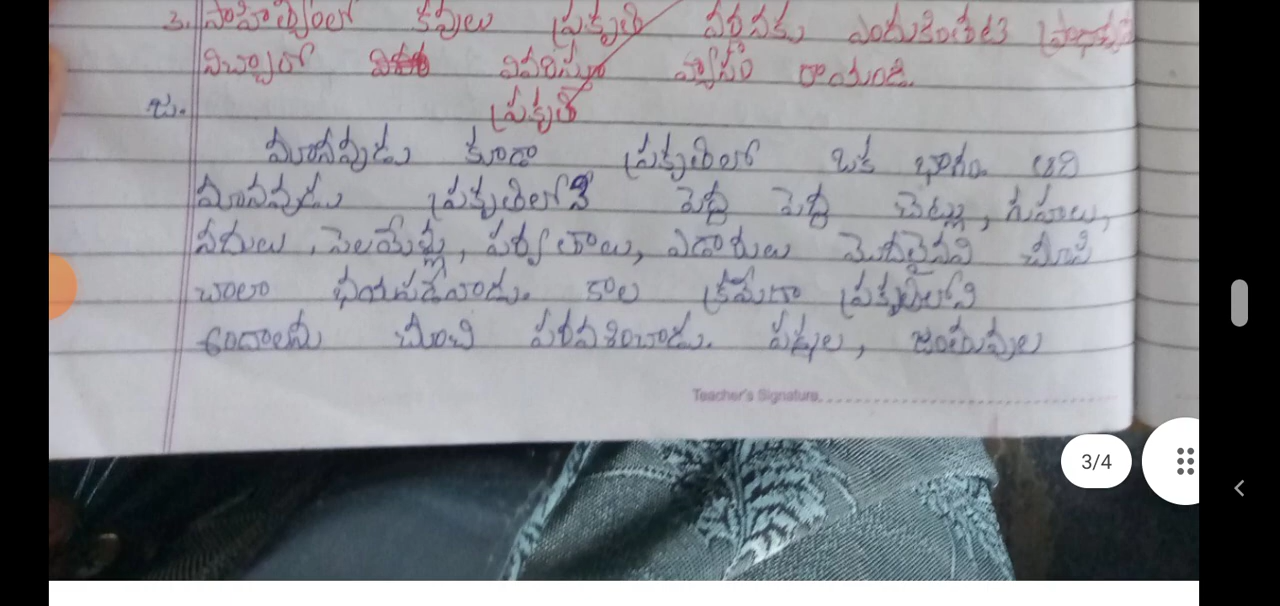 3. సాహిత్యంలో కవులు ప్రకృతి వర్ణనకు ఎందుకింతటి ప్రాధాన్యం
వివరిస్తూ వ్యాసం రాయండి.
ప్రకృతి
జ.
మానవుడు కూడా ప్రకృతిలో ఒక భాగం. ఆది
మానవుడు ప్రకృతిలోని పెద్ద పెద్ద చెట్లు, గుహలు,
నదులు, సెలయేళ్లు, పర్వతాలు, ఎడారులు మొదలైనవి చూసి
చాలా భయపడేవాడు. కాల క్రమేణా ప్రకృతిలోని
అందాలను చూచి పరవశించాడు. పక్షుల, జంతువుల
Teacher's Signature
3/4